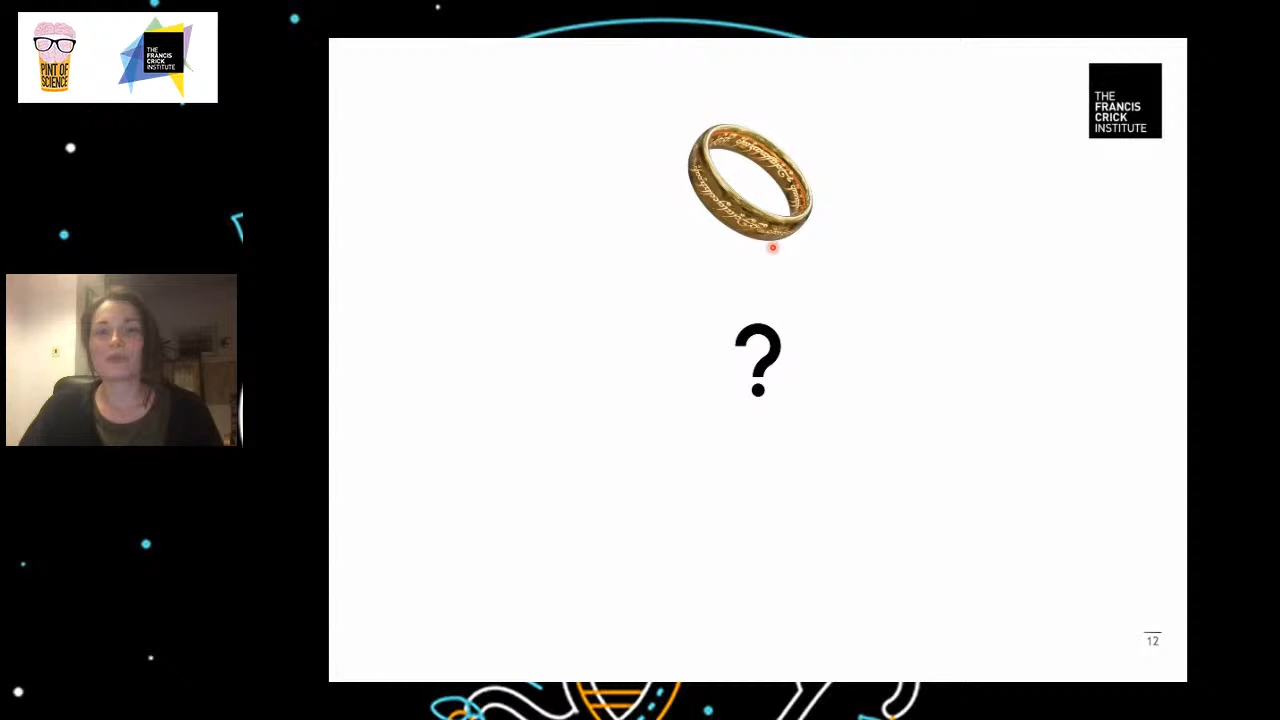 PINT OF
SCIENCE
THE
FRANCIS
CRICK
INSTITUTE
THE
FRANCIS
CRICK
INSTITUTE
?
12